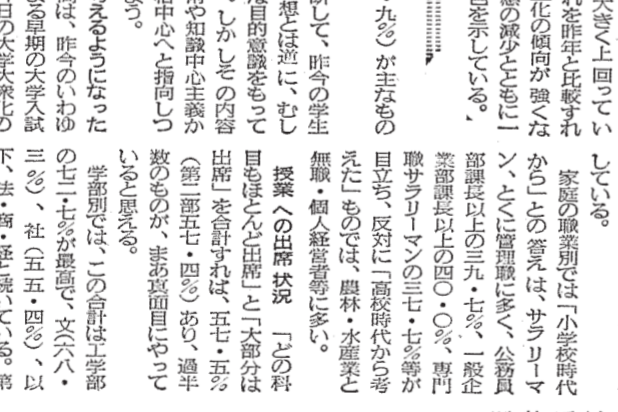 大きく上回ってい
れを昨年と比較すれ
化の傾向が強くな
の減少とともに一
を示している。
九％）が主なもの
して、昨今の学生
想とは逆に、むし
な目的意識をもって
。しかしその内容
や知識中心主義か
中心へと指向しつ
よう。
考えるようになった
は、昨今のいわゆ
る早期の大学入試
日の大学大衆化の
している。
家庭の職業別では「小学校時代
から」との答えは、サラリーマ
ン、とくに管理職に多く、公務員
部課長以上の三九・七％、一般企
業部課長以上の四〇・〇％、専門
職サラリーマンの三七・七％等が
目立ち、反対に「高校時代から考
えた」ものでは、農林・水産業と
無職・個人経営者等に多い。
授業への出席状況　「どの科
目もほとんど出席」と「大部分は
出席」を合計すれば、五七・五％
（第二部五七・四％）あり、過半
数のものが、まあ真面目にやって
いると思える。
学部別では、この合計は工学部
の七二・七％が最高で、文（六八・
三％）、社（五五・四％）、以
下、法・商・経と続いている。第